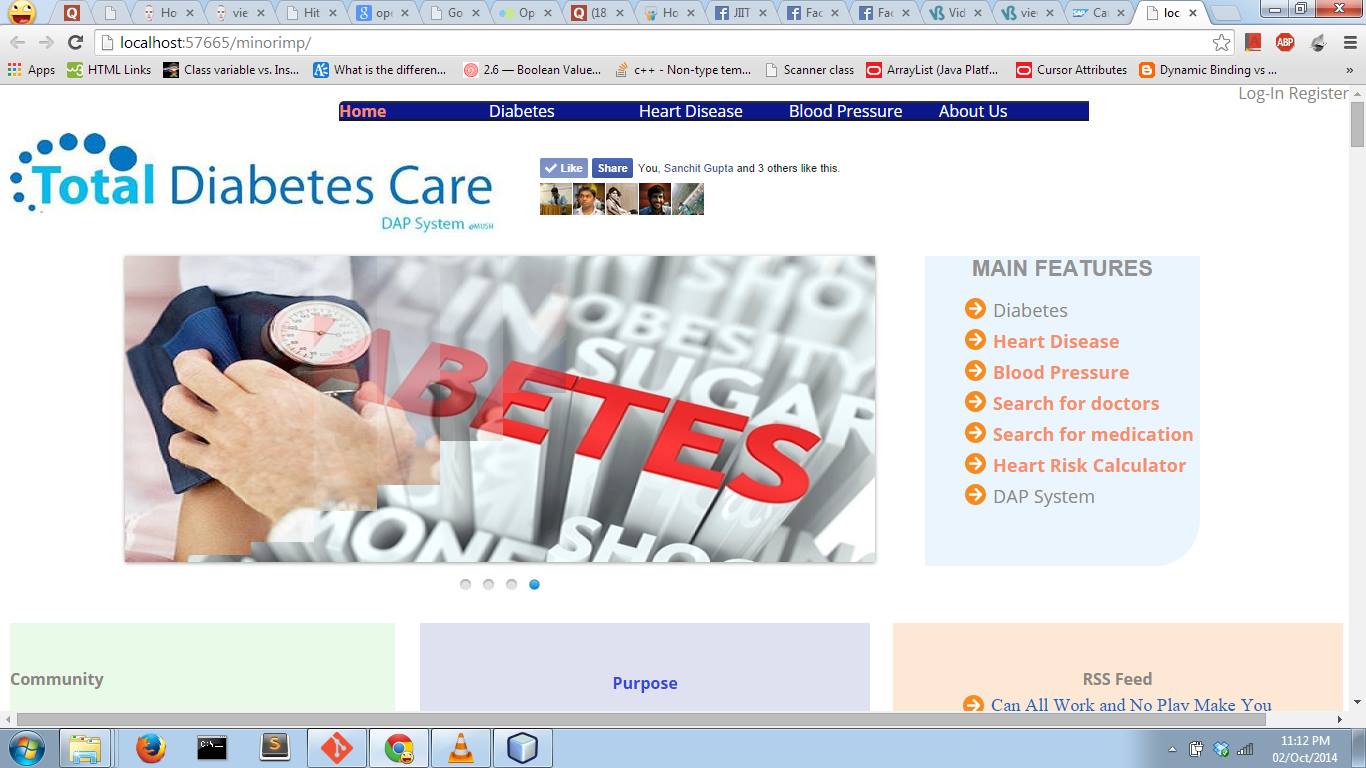 Ho
vie
Hit
ope
Go
Op
(18
Ho
JIIT
Fac
Fac
Vid
vie
Ca
loc
localhost:57665/minorimp/
Apps HTML Links Class variable vs. Ins... What is the differen... 2.6 — Boolean Value... c++ - Non-type tem... Scanner class ArrayList (Java Platf... Cursor Attributes Dynamic Binding vs ... »
Log-In Register
Home Diabetes Heart Disease Blood Pressure About Us
Total Diabetes Care
DAP System @MUSH
Like Share You, Sanchit Gupta and 3 others like this.
OBESITY
SUGAR
BETES
MONE
SHO
MAIN FEATURES
Diabetes
Heart Disease
Blood Pressure
Search for doctors
Search for medication
Heart Risk Calculator
DAP System
Community
Purpose
RSS Feed
Can All Work and No Play Make You
11:12 PM
02/Oct/2014